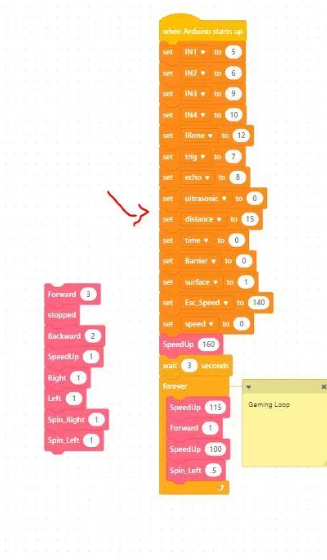 when Arduino starts up
set IN1 to 5
set IN2 to 6
set IN3 to 9
set IN4 to 10
set IRone to 12
set trig to 7
set echo to 8
set ultrasonic to 0
set distance to 15
set time to 0
set Barrier to 0
set surface to 1
set Esc_Speed to 140
set speed to 0
SpeedUp 160
wait 3 seconds
forever
SpeedUp 115
Forward 1
SpeedUp 100
Spin_Left .5
Forward 3
stopped
Backward 2
SpeedUp 1
Right 1
Left 1
Spin_Right 1
Spin_Left 1
Gaming Loop